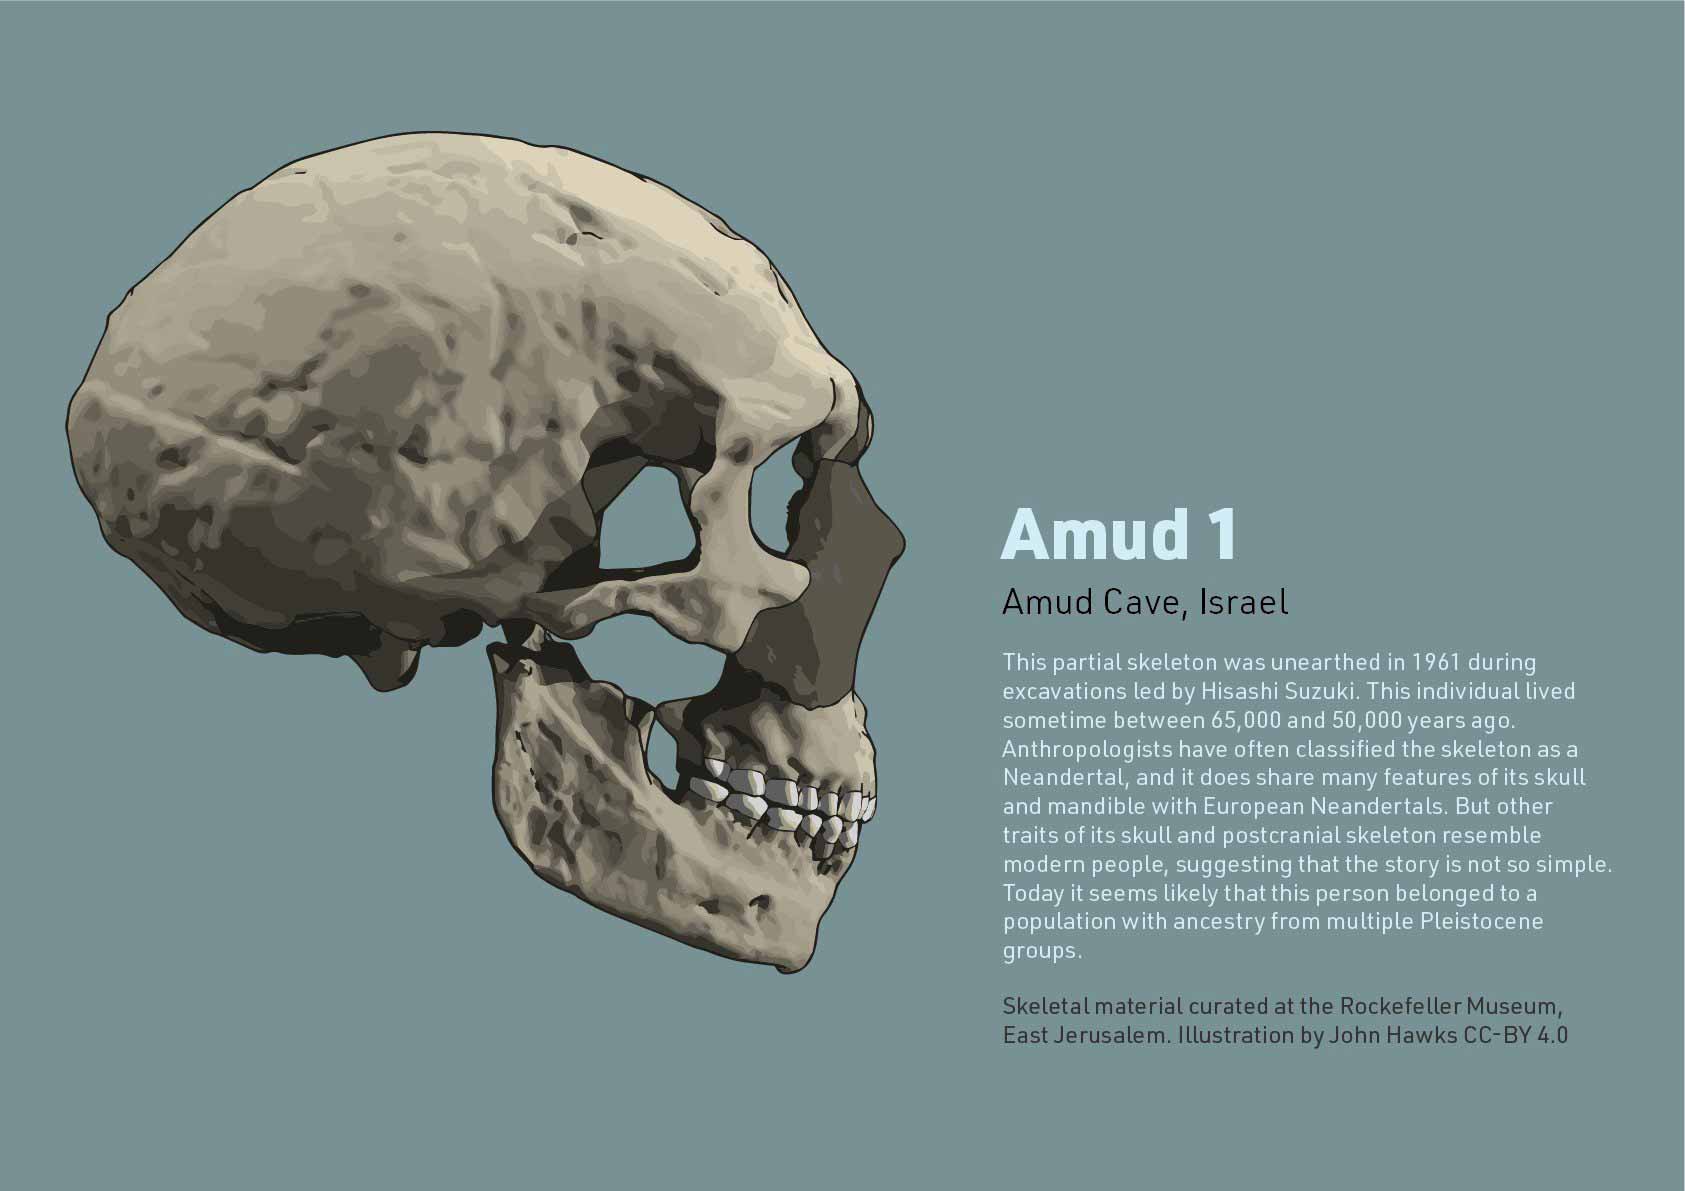 Amud 1
Amud Cave, Israel
This partial skeleton was unearthed in 1961 during
excavations led by Hisashi Suzuki. This individual lived
sometime between 65,000 and 50,000 years ago.
Anthropologists have often classified the skeleton as a
Neandertal, and it does share many features of its skull
and mandible with European Neandertals. But other
traits of its skull and postcranial skeleton resemble
modern people, suggesting that the story is not so simple.
Today it seems likely that this person belonged to a
population with ancestry from multiple Pleistocene
groups.
Skeletal material curated at the Rockefeller Museum,
East Jerusalem. Illustration by John Hawks CC-BY 4.0